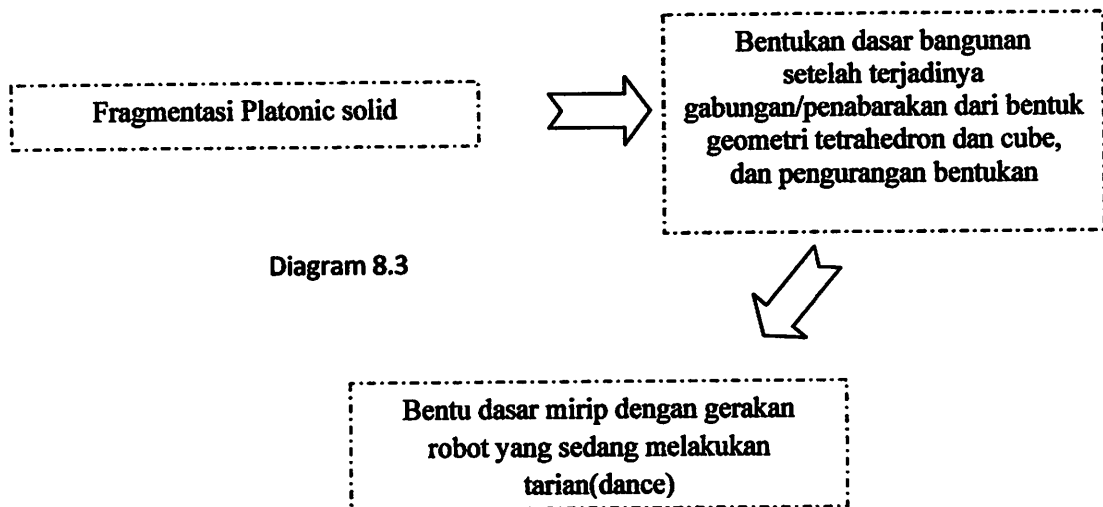 Fragmentasi Platonic solid
Bentukan dasar bangunan
setelah terjadinya
gabungan/penabarakan dari bentuk
geometri tetrahedron dan cube,
dan pengurangan bentukan
Diagram 8.3
Bentu dasar mirip dengan gerakan
robot yang sedang melakukan
tarian(dance)